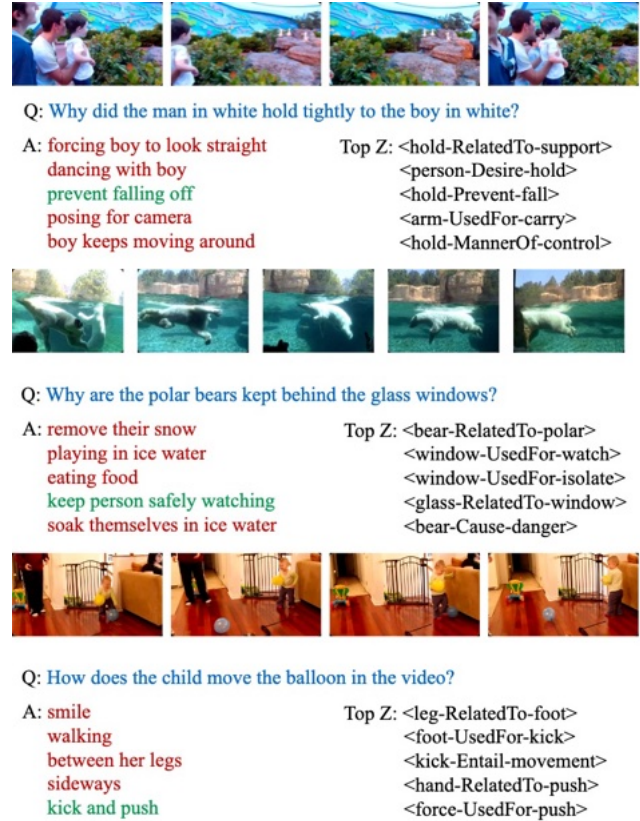 Q: Why did the man in white hold tightly to the boy in white?
A: forcing boy to look straight
dancing with boy
prevent falling off
posing for camera
boy keeps moving around
Top Z: <hold-RelatedTo-support>
<person-Desire-hold>
<hold-Prevent-fall>
<arm-UsedFor-carry>
<hold-MannerOf-control>
Q: Why are the polar bears kept behind the glass windows?
A: remove their snow
playing in ice water
eating food
keep person safely watching
soak themselves in ice water
Top Z: <bear-RelatedTo-polar>
<window-UsedFor-watch>
<window-UsedFor-isolate>
<glass-RelatedTo-window>
<bear-Cause-danger>
Q: How does the child move the balloon in the video?
A: smile
walking
between her legs
sideways
kick and push
Top Z: <leg-RelatedTo-foot>
<foot-UsedFor-kick>
<kick-Entail-movement>
<hand-RelatedTo-push>
<force-UsedFor-push>